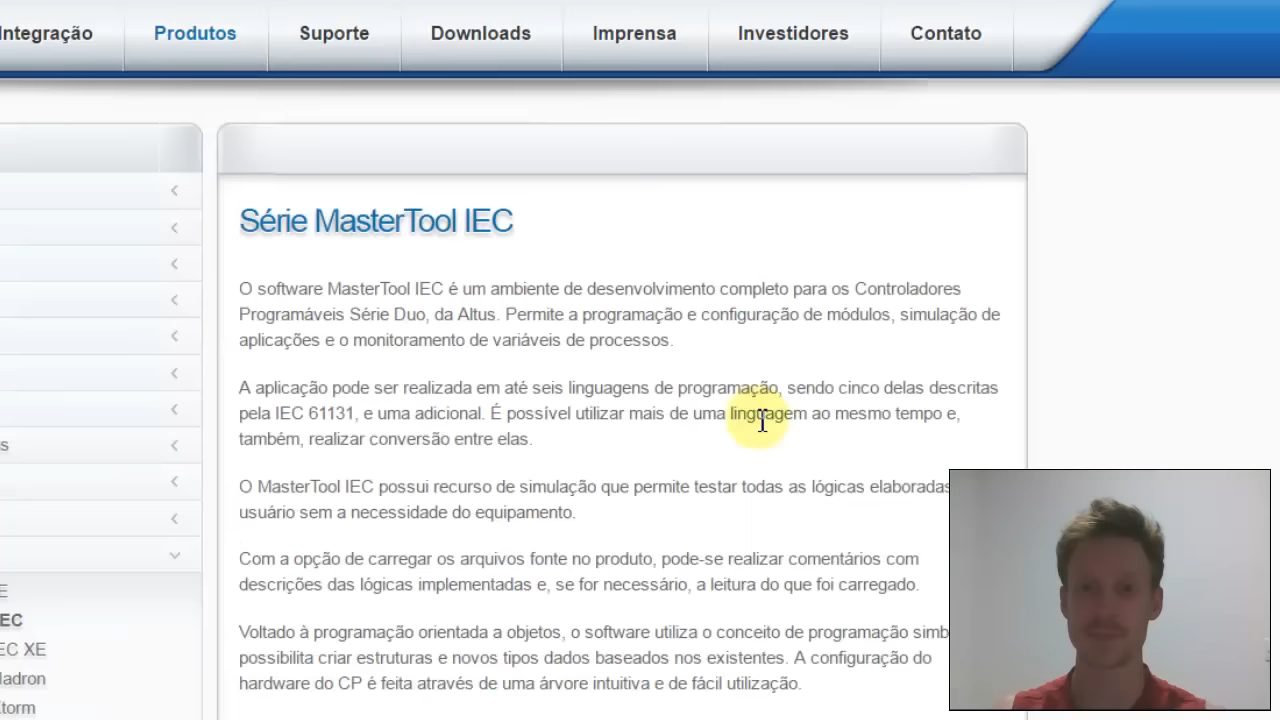 Integração Produtos Suporte Downloads Imprensa Investidores Contato
Série MasterTool IEC
O software MasterTool IEC é um ambiente de desenvolvimento completo para os Controladores
Programáveis Série Duo, da Altus. Permite a programação e configuração de módulos, simulação de
aplicações e o monitoramento de variáveis de processos.
A aplicação pode ser realizada em até seis linguagens de programação, sendo cinco delas descritas
pela IEC 61131, e uma adicional. É possível utilizar mais de uma linguagem ao mesmo tempo e,
também, realizar conversão entre elas.
s
O MasterTool IEC possui recurso de simulação que permite testar todas as lógicas elaboradas
usuário sem a necessidade do equipamento.
Com a opção de carregar os arquivos fonte no produto, pode-se realizar comentários com
descrições das lógicas implementadas e, se for necessário, a leitura do que foi carregado.
E
EC
EC XE
Voltado à programação orientada a objetos, o software utiliza o conceito de programação simb
possibilita criar estruturas e novos tipos dados baseados nos existentes. A configuração do
hardware do CP é feita através de uma árvore intuitiva e de fácil utilização.
ladron
torm